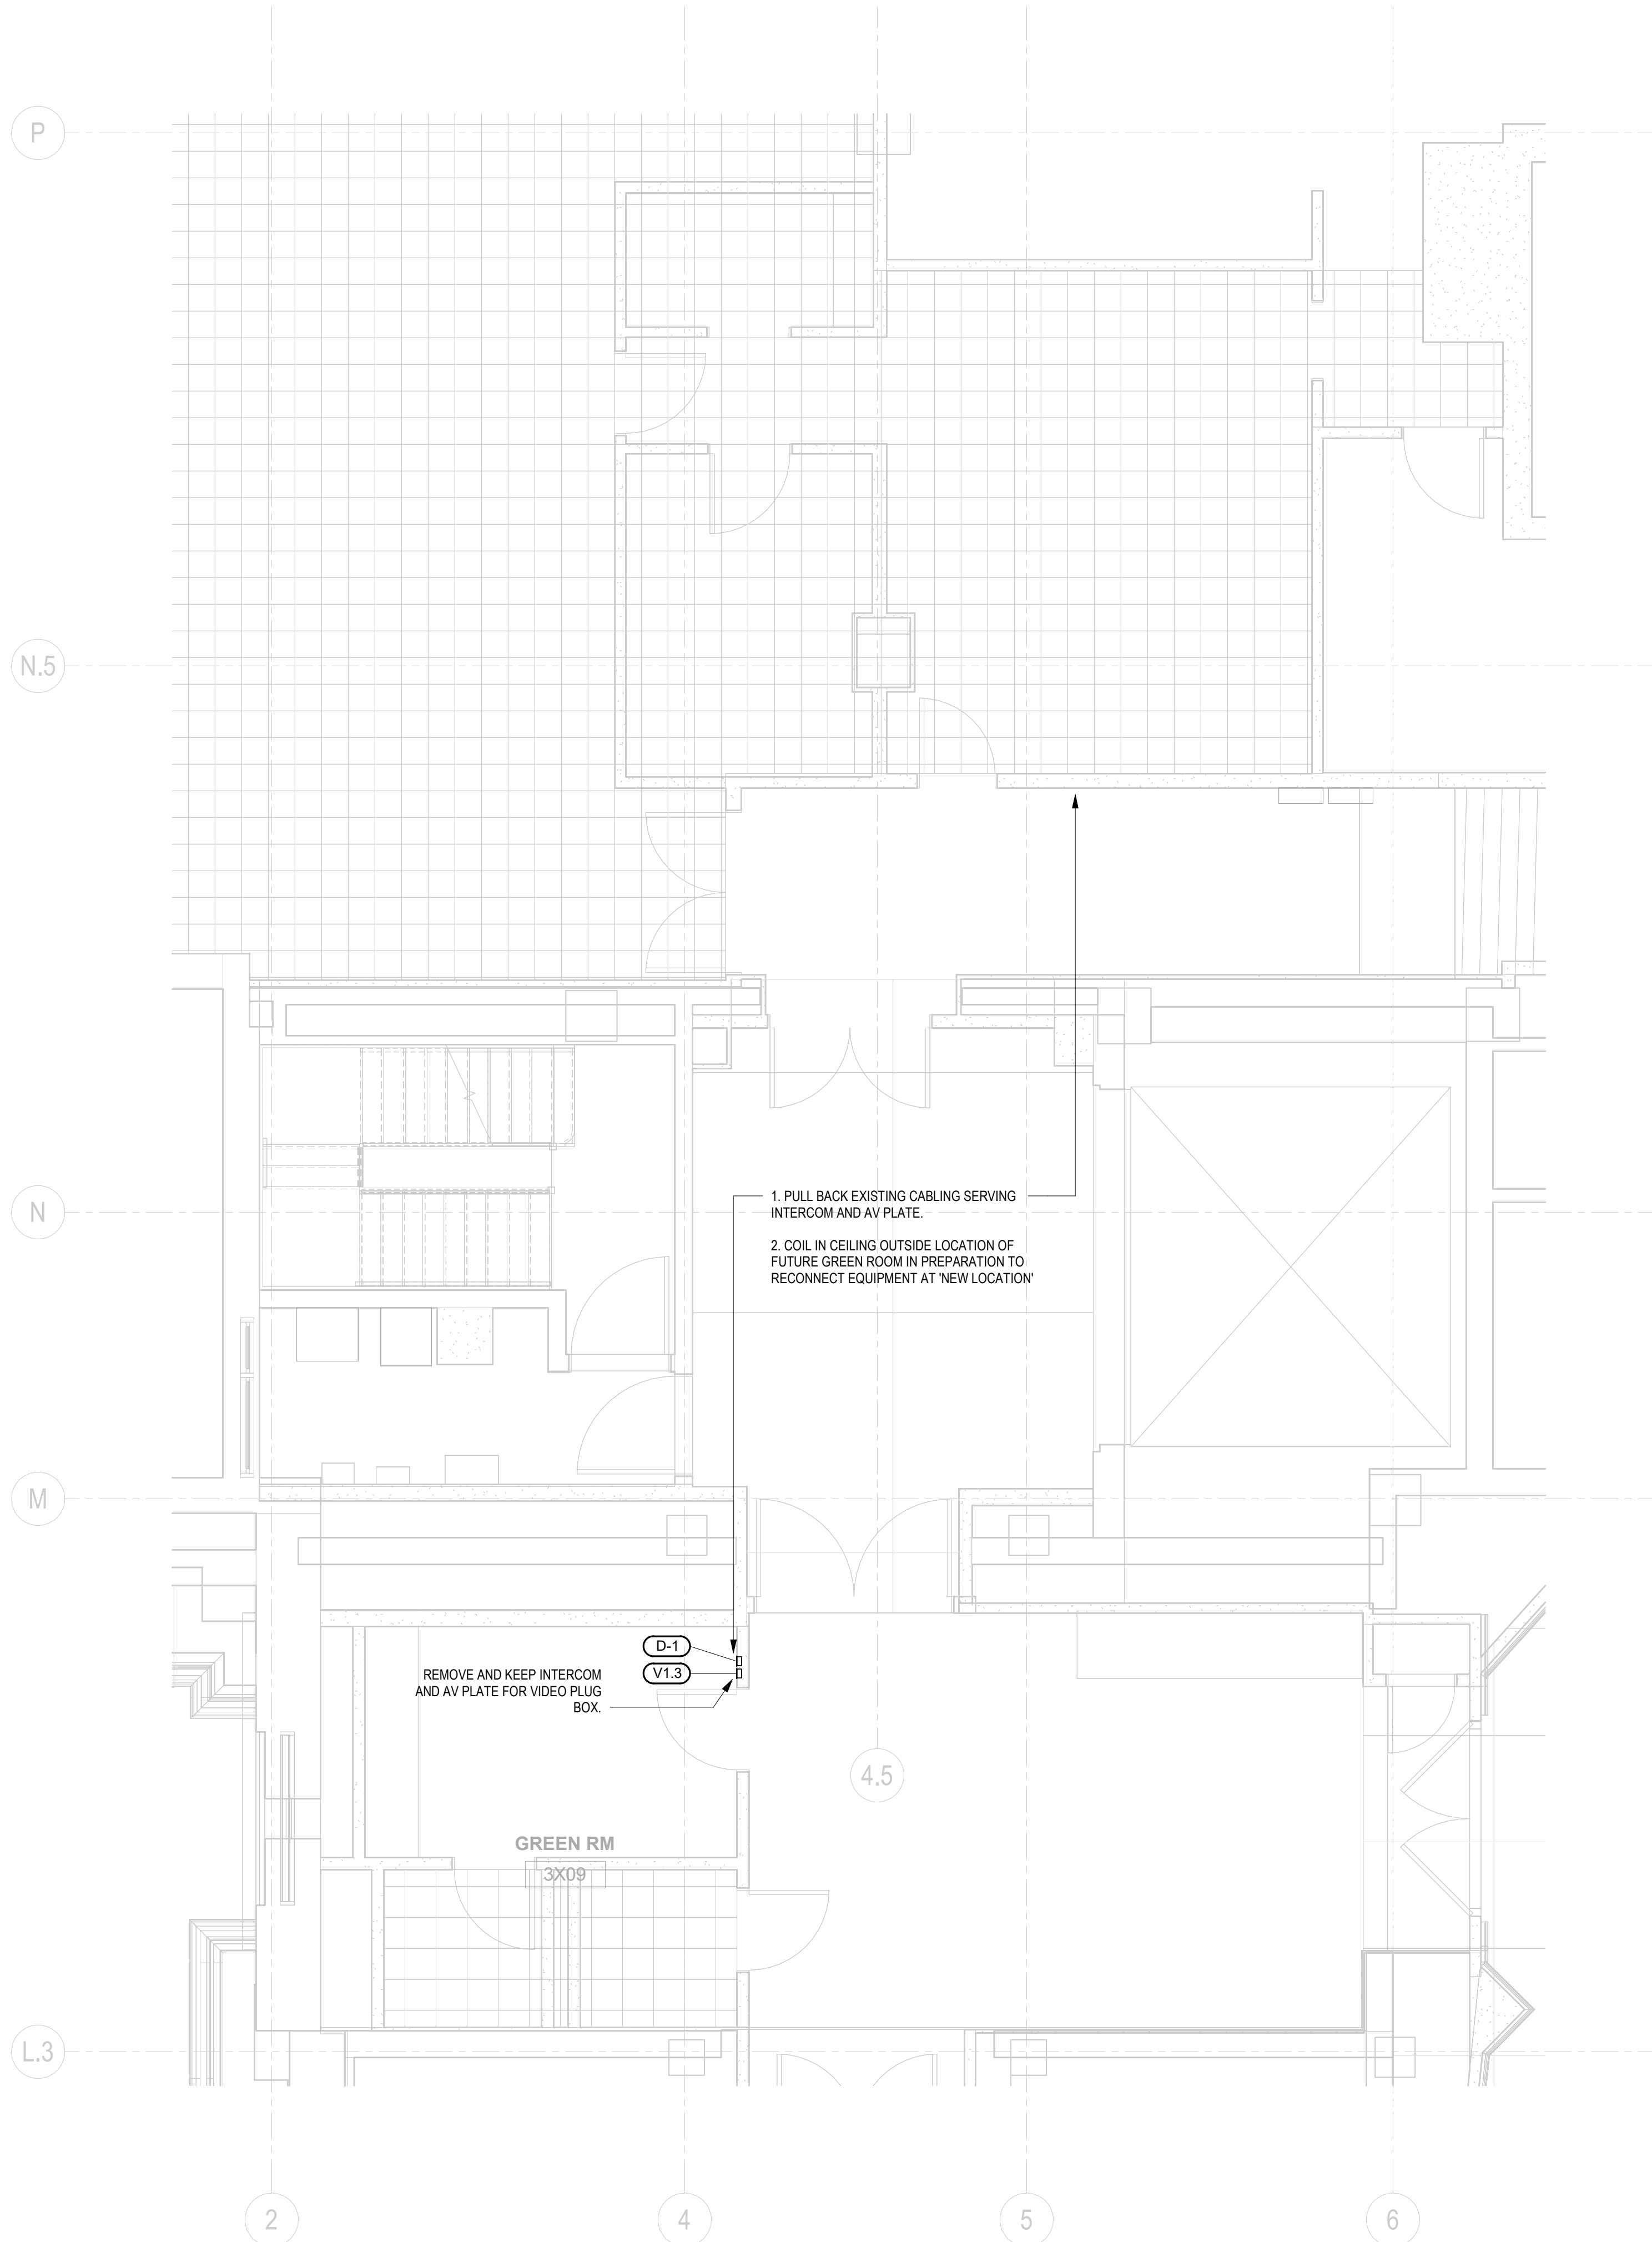 P
N.5
N
1. PULL BACK EXISTING CABLING SERVING
INTERCOM AND AV PLATE.
2. COIL IN CEILING OUTSIDE LOCATION OF
FUTURE GREEN ROOM IN PREPARATION TO
RECONNECT EQUIPMENT AT 'NEW LOCATION'
M
D-1
V1.3
REMOVE AND KEEP INTERCOM
AND AV PLATE FOR VIDEO PLUG
BOX.
4.5
GREEN RM
3X09
L.3
2
4
5
6